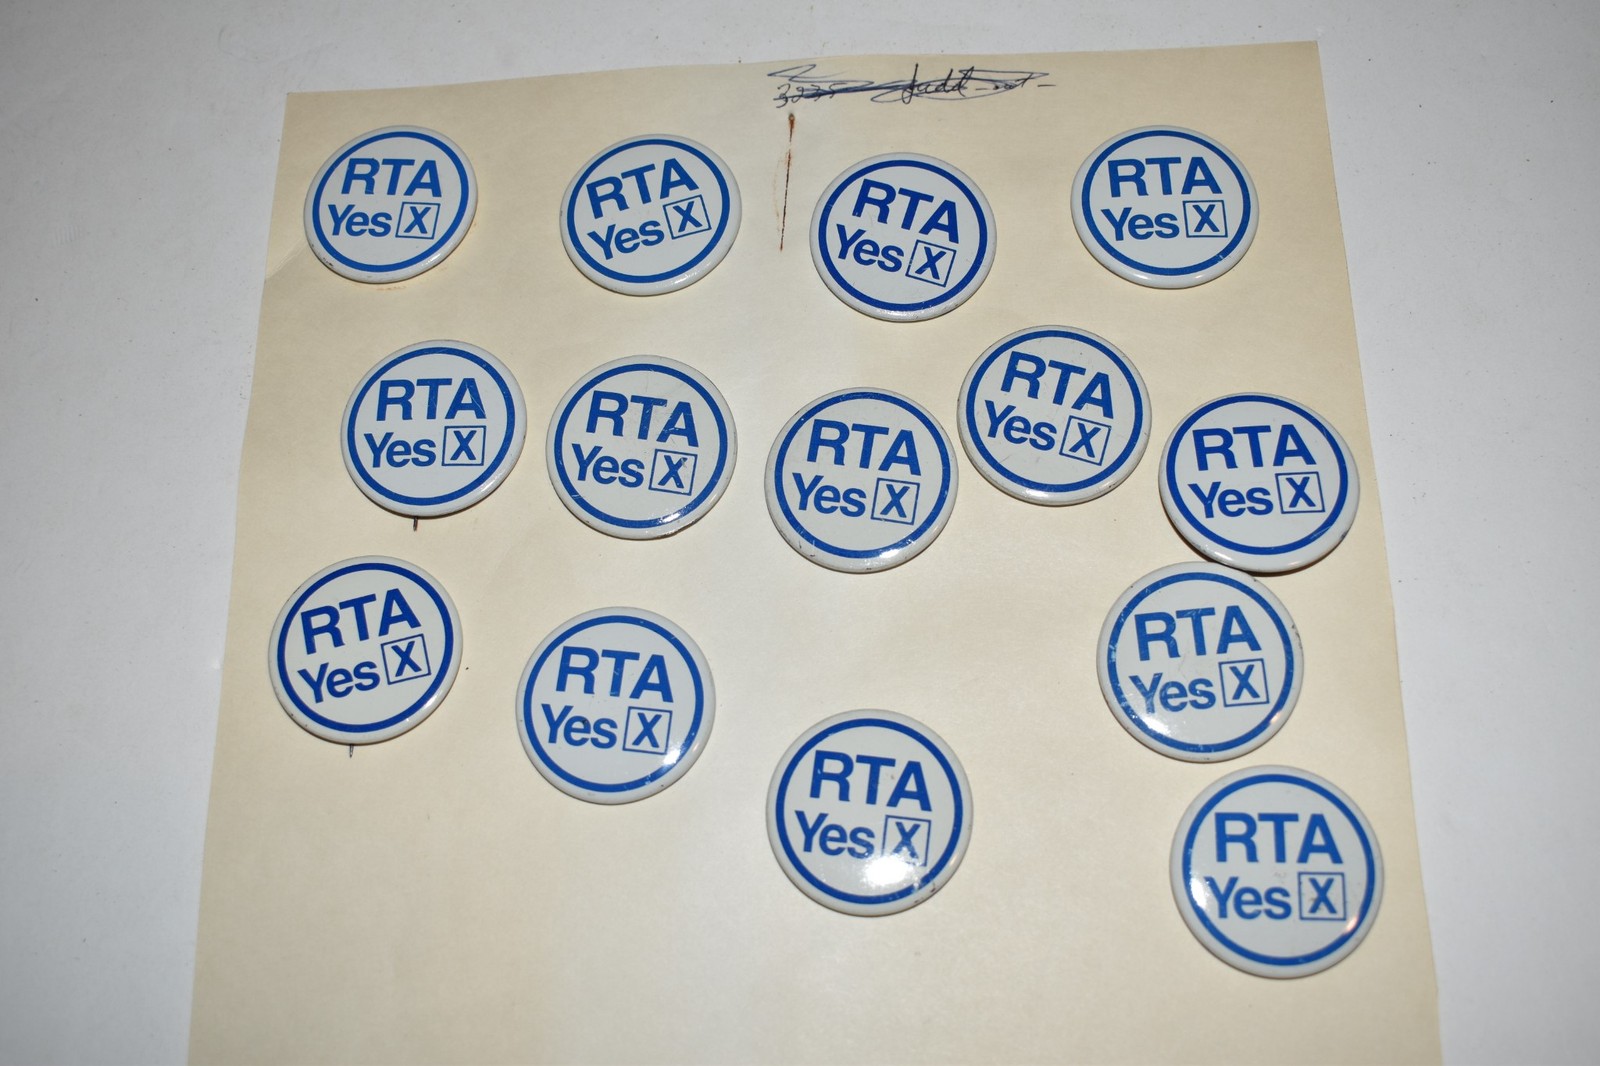 RTA
Yes X
RTA
Yes X
RTA
Yes X
RTA
Yes X
RTA
Yes X
RTA
Yes X
RTA
Yes X
RTA
Yes X
RTA
Yes X
RTA
Yes X
RTA
Yes X
RTA
Yes X
RTA
Yes X
RTA
Yes X